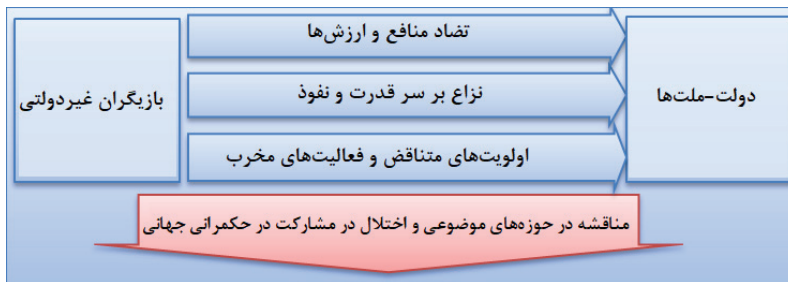 تضاد منافع و ارزش‌ها
بازیگران غیردولتی
نزاع بر سر قدرت و نفوذ
دولت-ملت‌ها
اولویت‌های متناقض و فعالیت‌های مخرب
مناقشه در حوزه‌های موضوعی و اختلال در مشارکت در حکمرانی جهانی